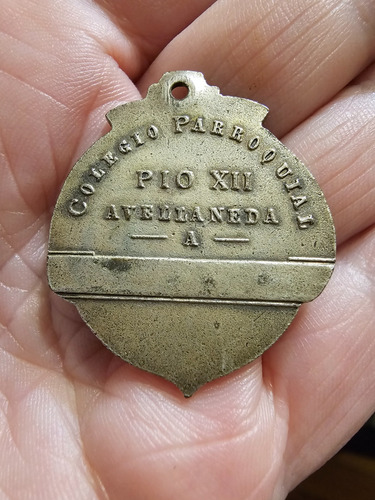 COLEGIO PARROQUIAL
PIO XII
AVELLANEDA
— A —